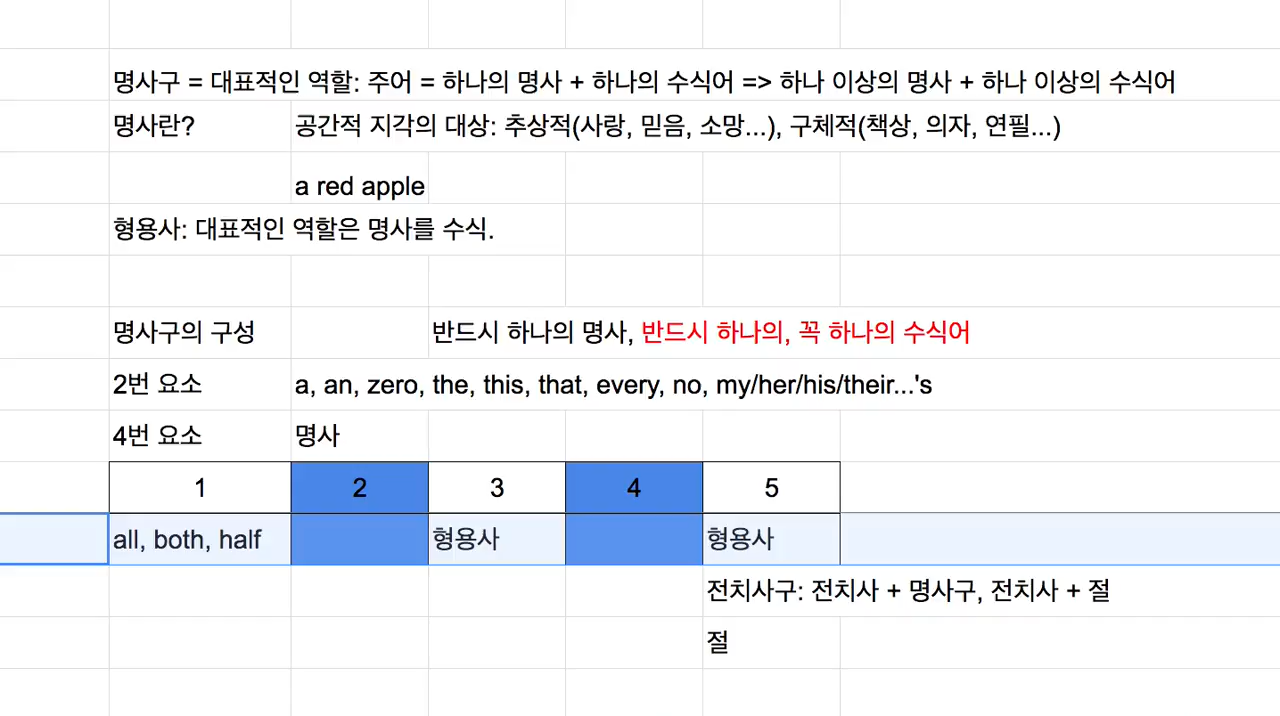 명사구 = 대표적인 역할: 주어 = 하나의 명사 + 하나의 수식어 => 하나 이상의 명사 + 하나 이상의 수식어
명사란? 공간적 지각의 대상: 추상적(사랑, 믿음, 소망...), 구체적(책상, 의자, 연필...)
a red apple
형용사: 대표적인 역할은 명사를 수식.
명사구의 구성 반드시 하나의 명사, 반드시 하나의, 꼭 하나의 수식어
2번 요소 a, an, zero, the, this, that, every, no, my/her/his/their...'s
4번 요소 명사
1 2 3 4 5
all, both, half 형용사 형용사
전치사구: 전치사 + 명사구, 전치사 + 절
절